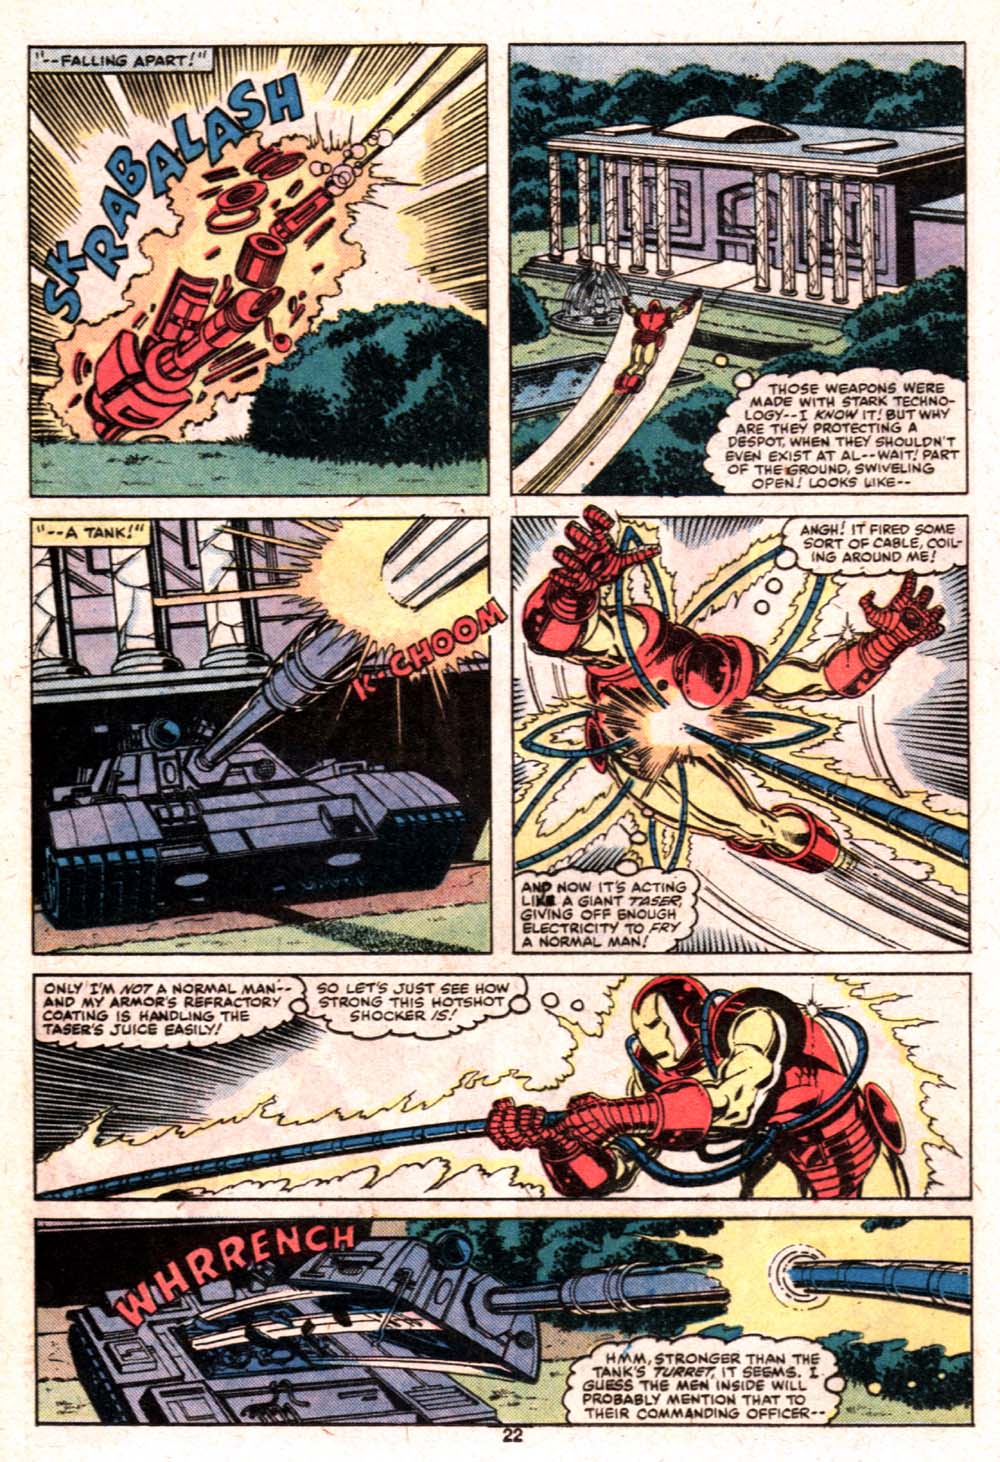 "--FALLING APART!"
SKRABALASH
THOSE WEAPONS WERE
MADE WITH STARK TECHNO-
LOGY--I KNOW IT! BUT WHY
ARE THEY PROTECTING A
DESPOT, WHEN THEY SHOULDN'T
EVEN EXIST AT AL--WAIT! PART
OF THE GROUND, SWIVELING
OPEN! LOOKS LIKE--
"--A TANK!"
K-CHOOM
ANGH! IT FIRED SOME
SORT OF CABLE, COIL-
ING AROUND ME!
AND NOW IT'S ACTING
LIKE A GIANT TASER,
GIVING OFF ENOUGH
ELECTRICITY TO FRY
A NORMAL MAN!
ONLY I'M NOT A NORMAL MAN--
AND MY ARMOR'S REFRACTORY
COATING IS HANDLING THE
TASER'S JUICE EASILY!
SO LET'S JUST SEE HOW
STRONG THIS HOTSHOT
SHOCKER IS!
WHRRENCH
HMM, STRONGER THAN THE
TANK'S TURRET, IT SEEMS. I
GUESS THE MEN INSIDE WILL
PROBABLY MENTION THAT TO
THEIR COMMANDING OFFICER--
22